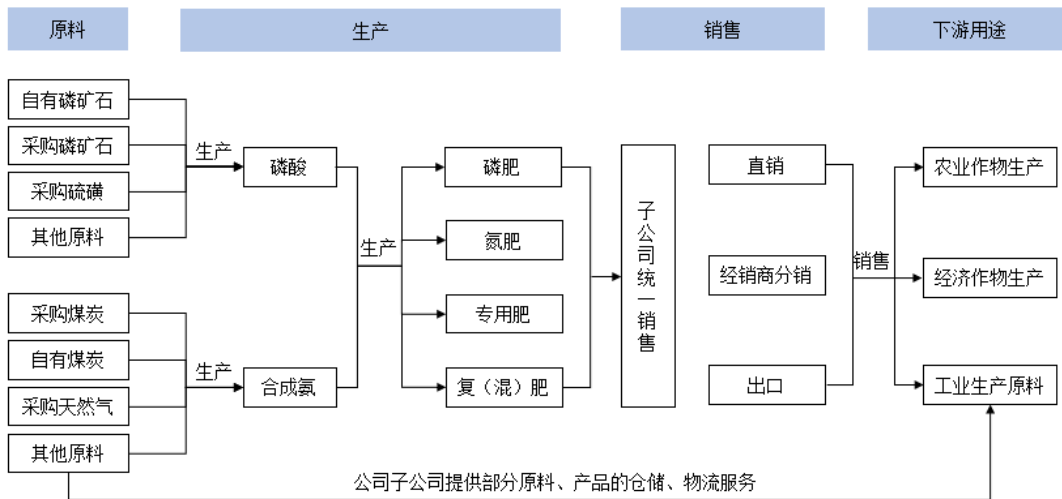 原料
生产
销售
下游用途
自有磷矿石
采购磷矿石
采购硫磺
其他原料
生产
磷酸
采购煤炭
自有煤炭
采购天然气
其他原料
生产
合成氨
生产
磷肥
氮肥
专用肥
复（混）肥
子公司统一销售
直销
经销商分销
出口
销售
农业作物生产
经济作物生产
工业生产原料
公司子公司提供部分原料、产品的仓储、物流服务